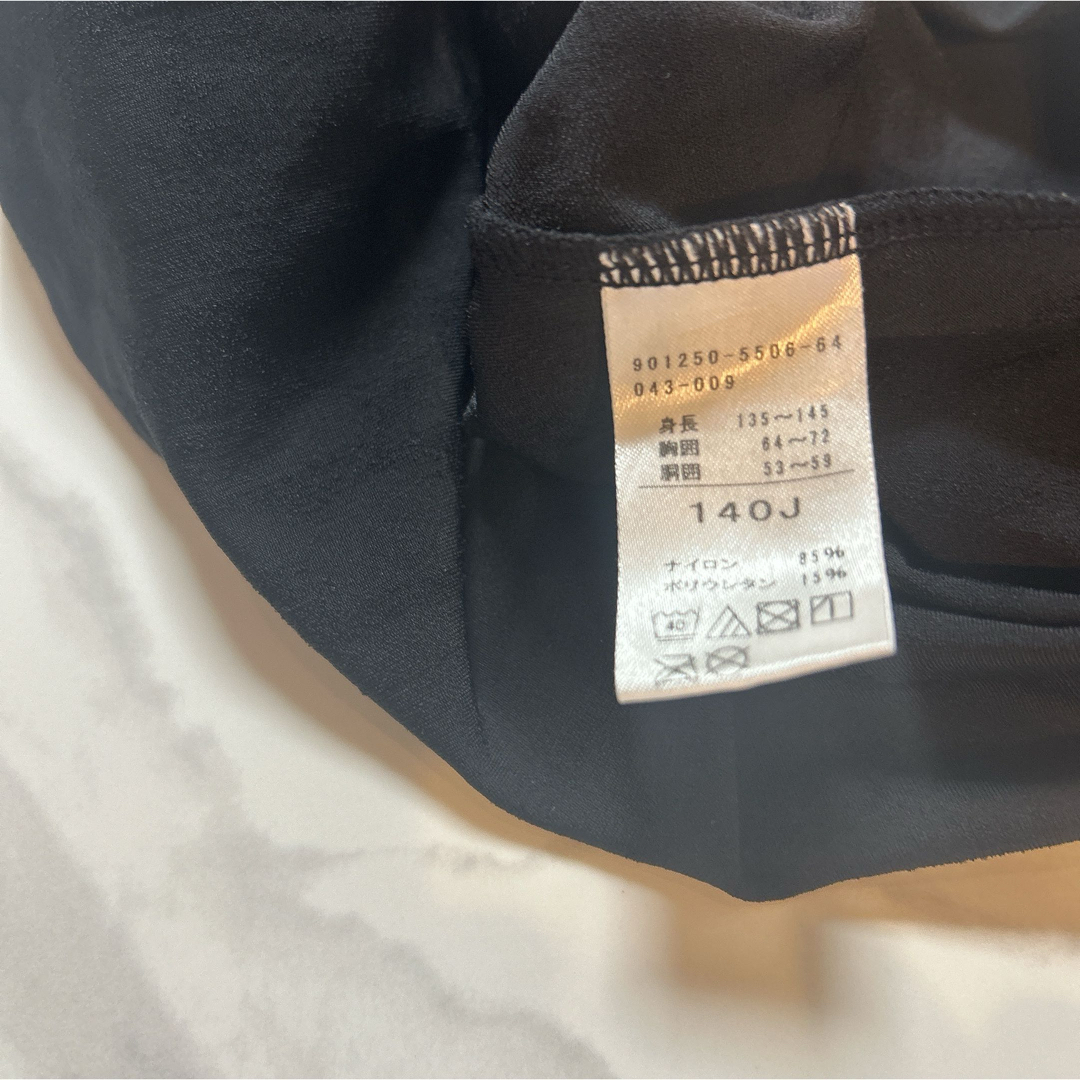 901250-5506-64
043-009
身長 135～145
胸囲 64～72
胴囲 53～59
140J
ナイロン 85%
ポリウレタン 15%
40